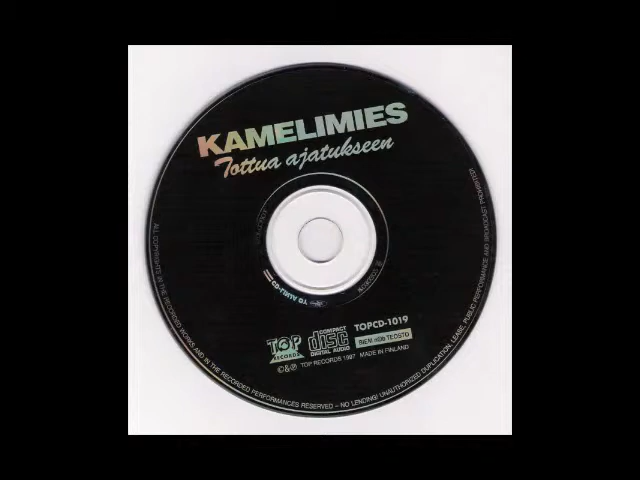 KAMELIMIES
Tottua ajatukseen
TOPCD-1019
TOP
RECORDS
COMPACT
disc
DIGITAL AUDIO
BIEM n©b TEOSTO
©&℗ TOP RECORDS 1997 MADE IN FINLAND
ALL COPYRIGHTS IN THE RECORDED WORKS AND IN THE RECORDED PERFORMANCES RESERVED – NO LENDING! UNAUTHORIZED DUPLICATION, LEASE, PUBLIC PERFORMANCE AND BROADCAST PROHIBITED